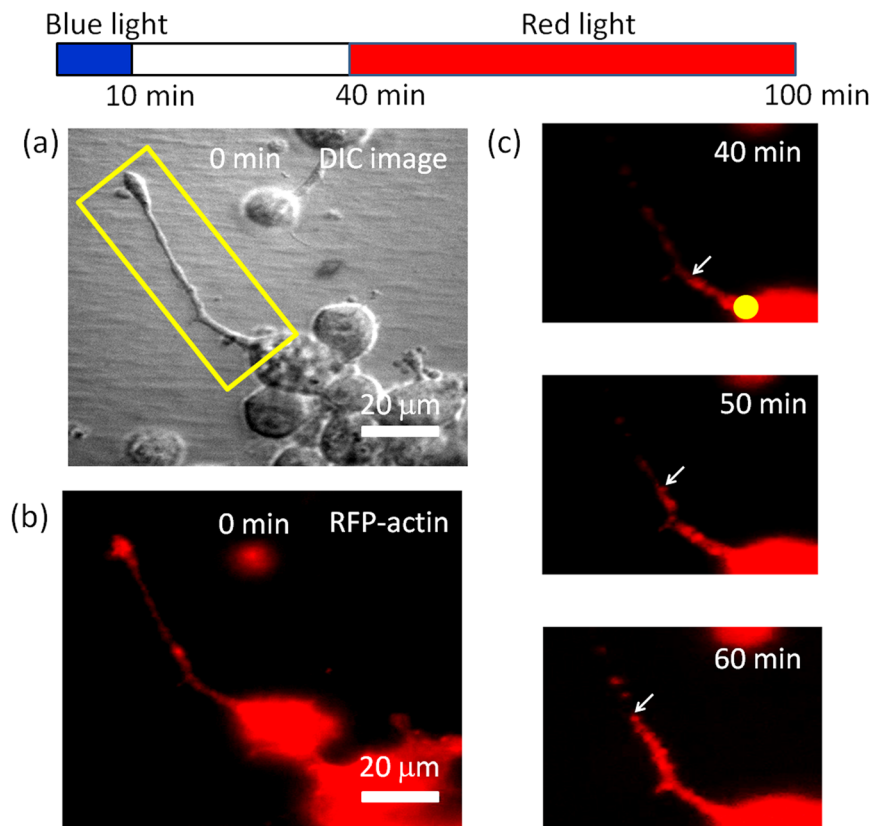 Blue light
Red light
10 min
40 min
100 min
(a)
0 min
DIC image
20 μm
(b)
0 min
RFP-actin
20 μm
(c)
40 min
50 min
60 min